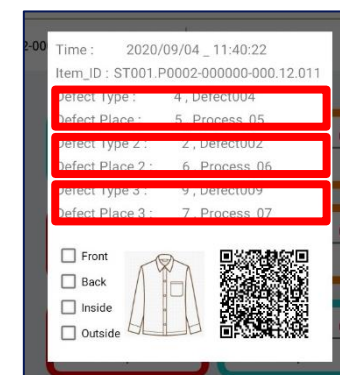 2-00
Time : 2020/09/04 _ 11:40:22
Item_ID : ST001.P0002-000000-000.12.011
Defect Type : 4 , Defect004
Defect Place : 5 , Process_05
Defect Type 2 : 2 , Defect002
Defect Place 2 : 6 , Process_06
Defect Type 3 : 9 , Defect009
Defect Place 3 : 7 , Process_07
Front
Back
Inside
Outside